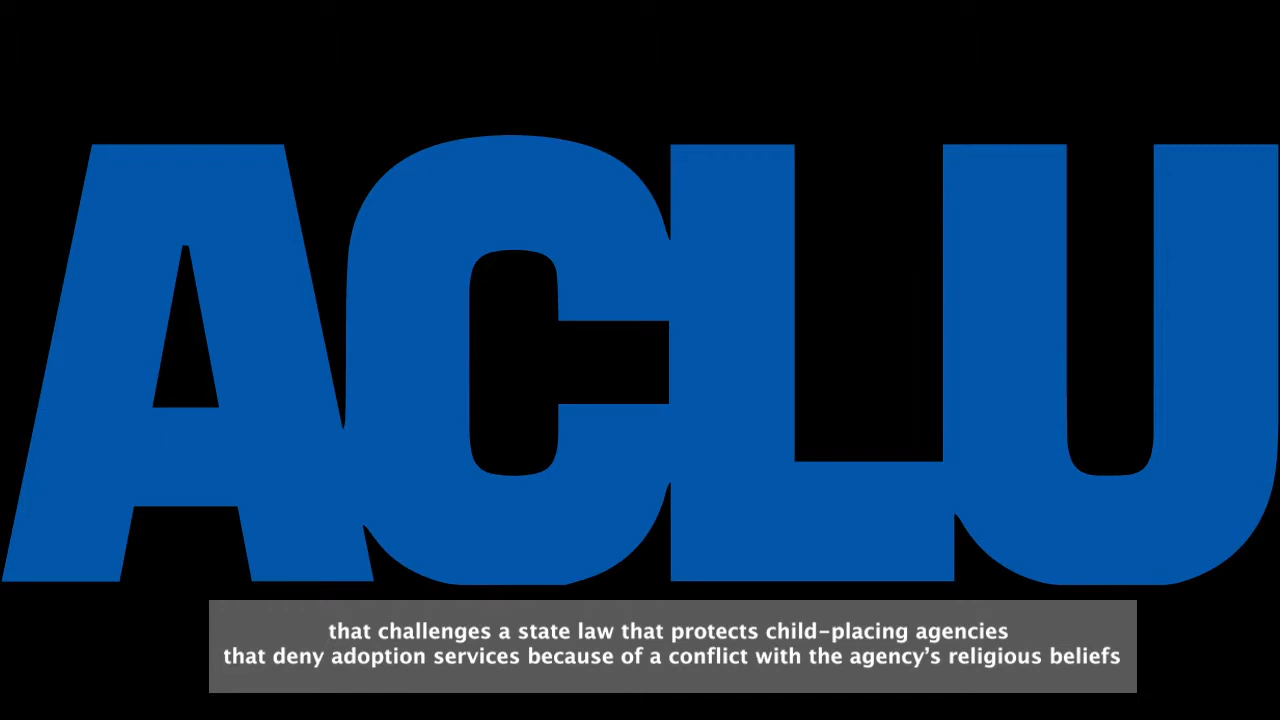 ACLU
that challenges a state law that protects child-placing agencies
that deny adoption services because of a conflict with the agency’s religious beliefs